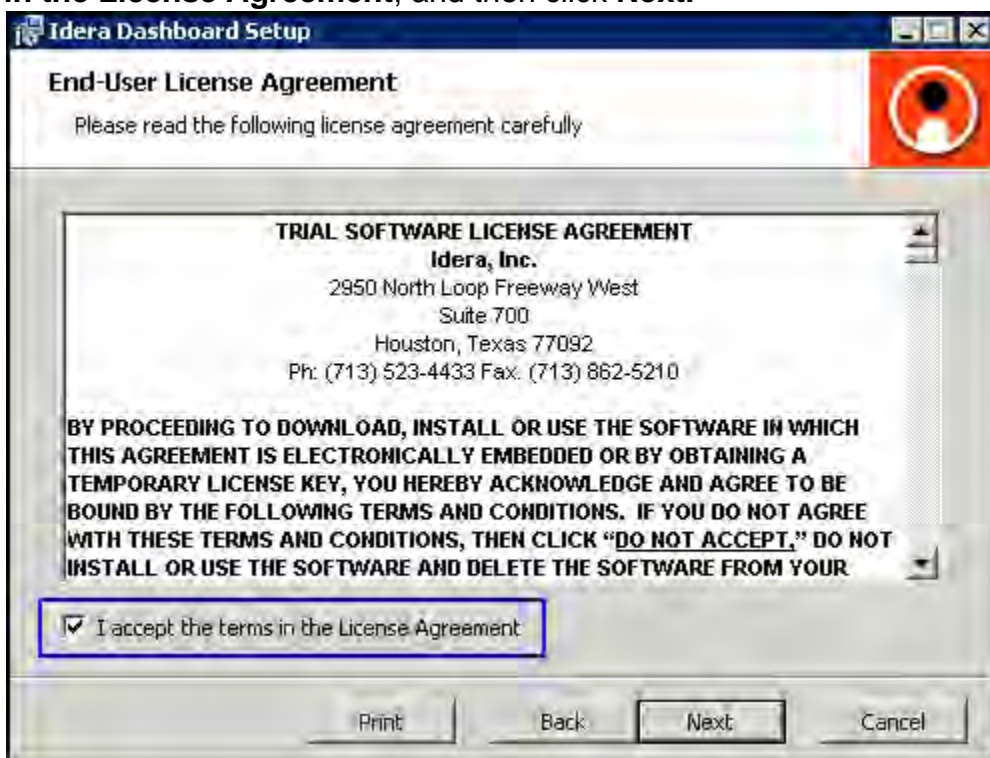 in the License Agreement, and then click Next.
Idera Dashboard Setup
End-User License Agreement
Please read the following license agreement carefully
TRIAL SOFTWARE LICENSE AGREEMENT
Idera, Inc.
2950 North Loop Freeway West
Suite 700
Houston, Texas 77092
Ph: (713) 523-4433 Fax: (713) 862-5210
BY PROCEEDING TO DOWNLOAD, INSTALL OR USE THE SOFTWARE IN WHICH
THIS AGREEMENT IS ELECTRONICALLY EMBEDDED OR BY OBTAINING A
TEMPORARY LICENSE KEY, YOU HEREBY ACKNOWLEDGE AND AGREE TO BE
BOUND BY THE FOLLOWING TERMS AND CONDITIONS. IF YOU DO NOT AGREE
WITH THESE TERMS AND CONDITIONS, THEN CLICK “DO NOT ACCEPT,” DO NOT
INSTALL OR USE THE SOFTWARE AND DELETE THE SOFTWARE FROM YOUR
I accept the terms in the License Agreement
Print Back Next Cancel